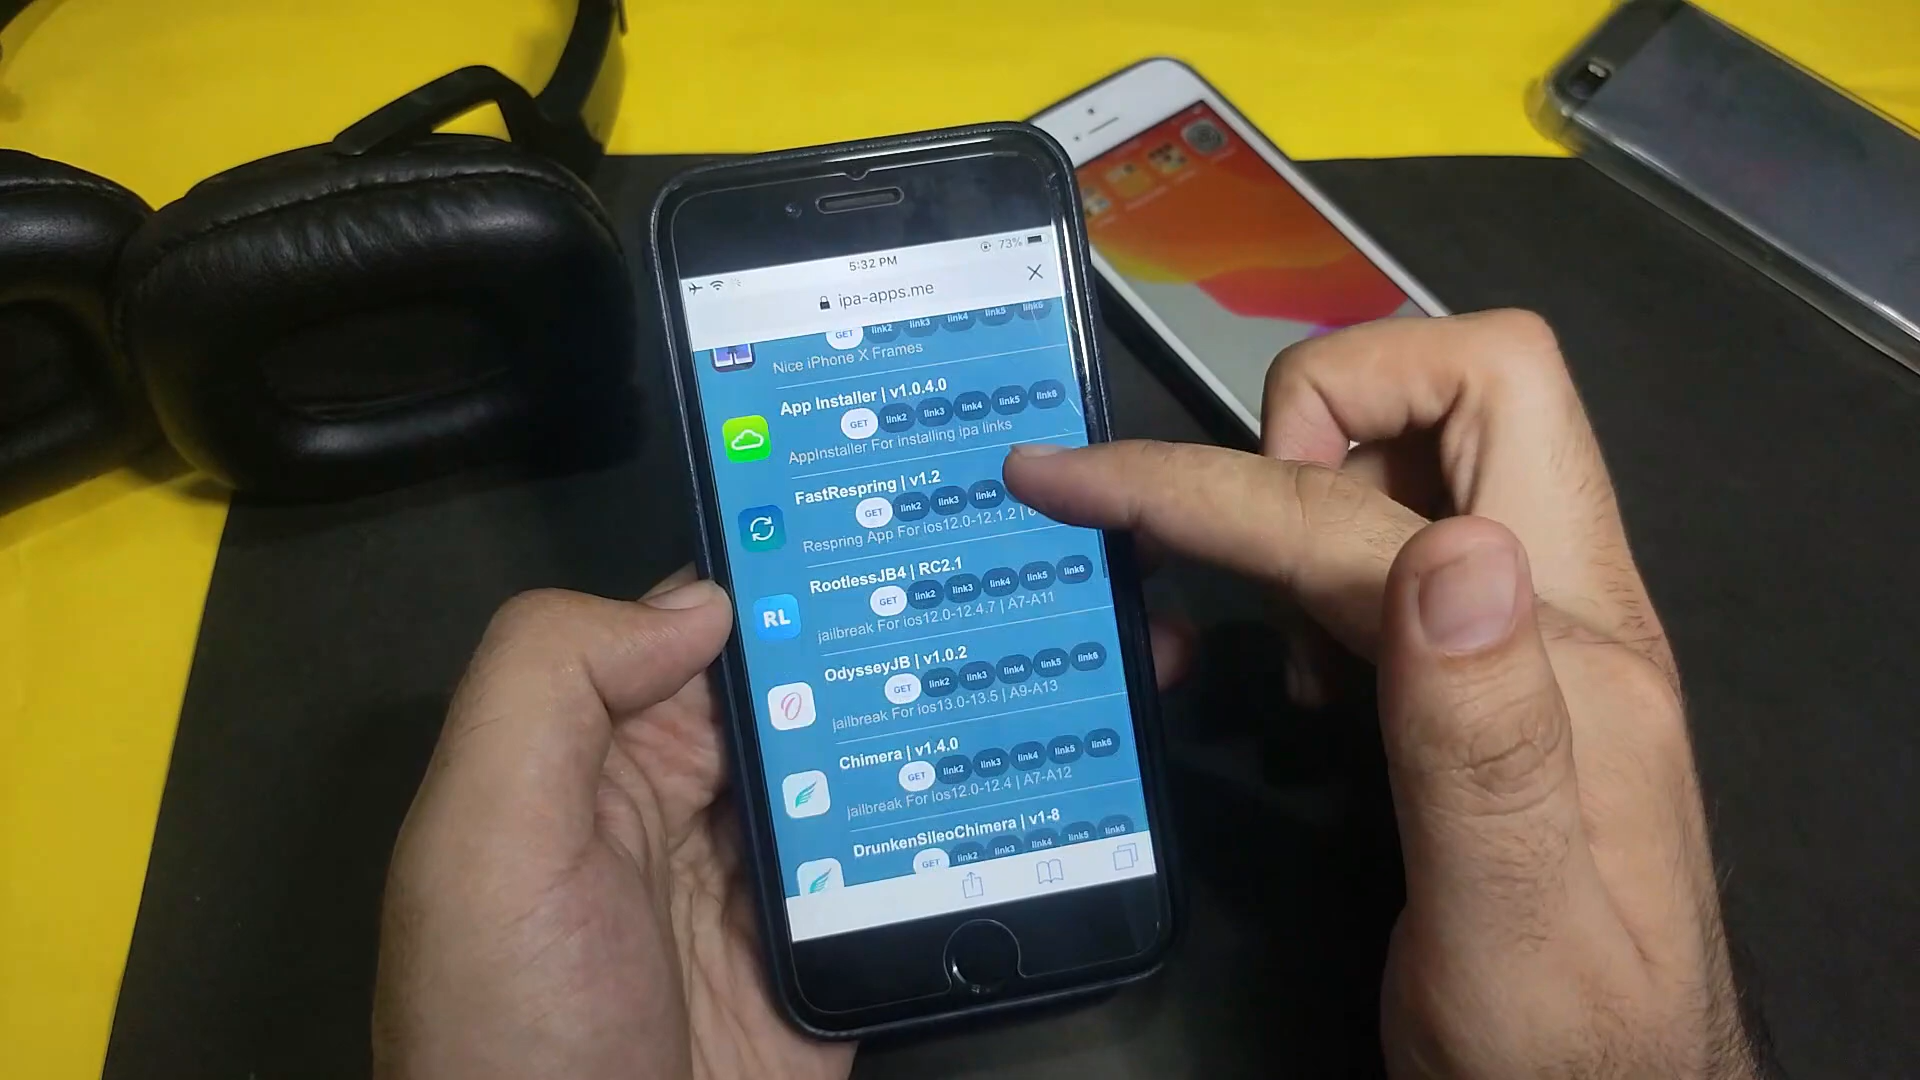 5:32 PM
73%
ipa-apps.me
GET link2 link3 link4 link5 link6
Nice iPhone X Frames
App Installer | v1.0.4.0
GET link2 link3 link4 link5 link6
AppInstaller For installing ipa links
FastRespring | v1.2
GET link2 link3 link4
Respring App For ios12.0-12.1.2 |
RL
RootlessJB4 | RC2.1
GET link2 link3 link4 link5 link6
jailbreak For ios12.0-12.4.7 | A7-A11
OdysseyJB | v1.0.2
GET link2 link3 link4 link5 link6
jailbreak For ios13.0-13.5 | A9-A13
Chimera | v1.4.0
GET link2 link3 link4 link5 link6
jailbreak For ios12.0-12.4 | A7-A12
DrunkenSileoChimera | v1-8
GET link2 link3 link4 link5 link6